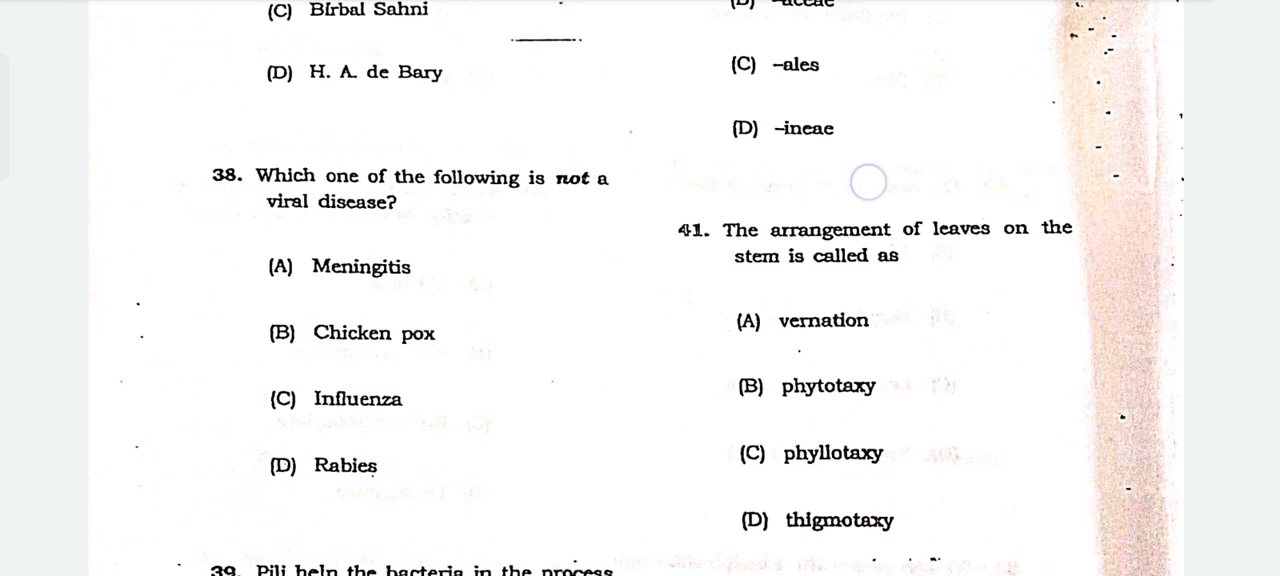 (C) Birbal Sahni
(D) H. A. de Bary
38. Which one of the following is not a
viral disease?
(A) Meningitis
(B) Chicken pox
(C) Influenza
(D) Rabies
39. Pili help the bacteria in the process
(B) -aceae
(C) -ales
(D) -ineae
41. The arrangement of leaves on the
stem is called as
(A) vernation
(B) phytotaxy
(C) phyllotaxy
(D) thigmotaxy